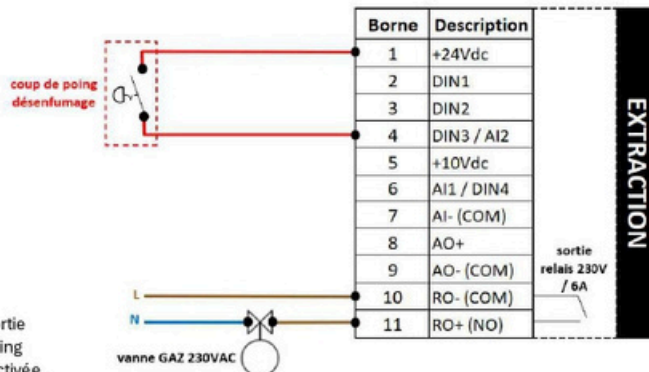 Borne Description
1 +24Vdc
coup de poing
désenfumage
2 DIN1
3 DIN2
4 DIN3 / AI2
5 +10Vdc
6 AI1 / DIN4
7 AI- (COM)
8 AO+
9 AO- (COM)
10 RO- (COM)
11 RO+ (NO)
sortie
relais 230V
/ 6A
EXTRACTION
L
N
vanne GAZ 230VAC
rtie
ing
ctivée